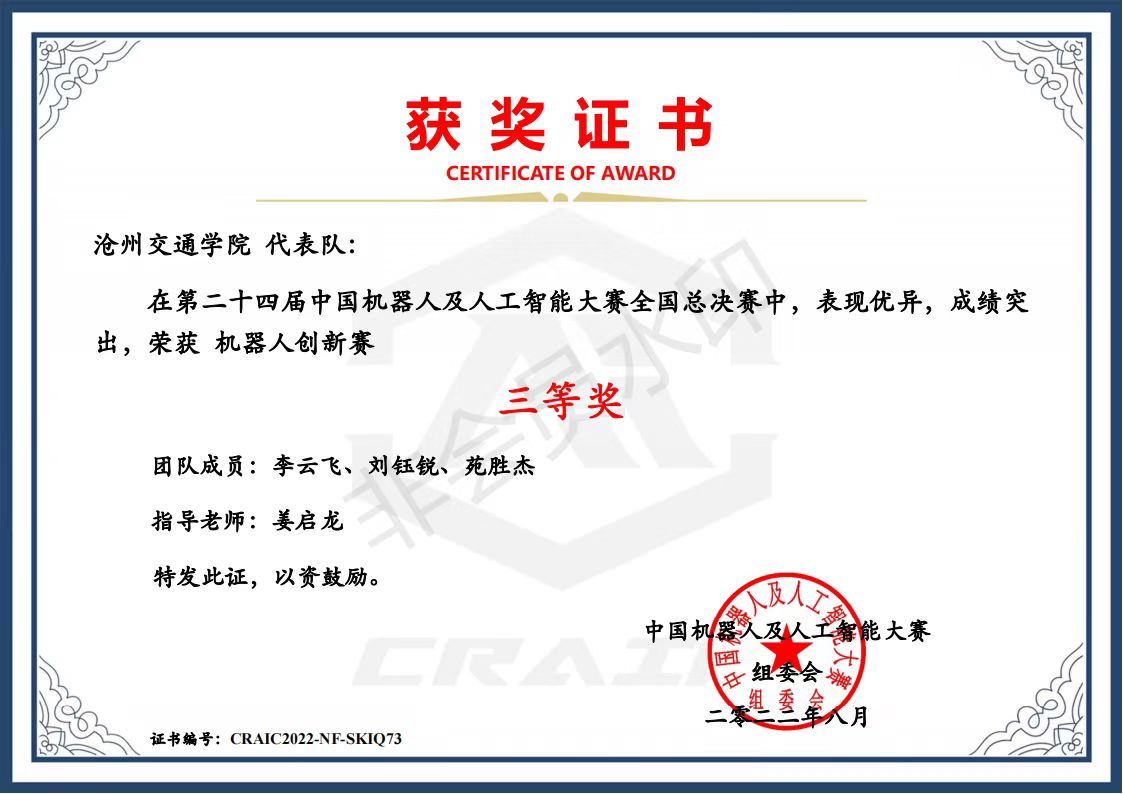 获奖证书
CERTIFICATE OF AWARD
沧州交通学院 代表队：
在第二十四届中国机器人及人工智能大赛全国总决赛中，表现优异，成绩突
出，荣获 机器人创新赛
三等奖
团队成员：李云飞、刘钰锐、苑胜杰
指导老师：姜启龙
特发此证，以资鼓励。
中国机器人及人工智能大赛
组委会
二零二二年八月
中国机器人及人工智能大赛
组委会
证书编号：CRAIC2022-NF-SKIQ73
非会员水印
CRAIC